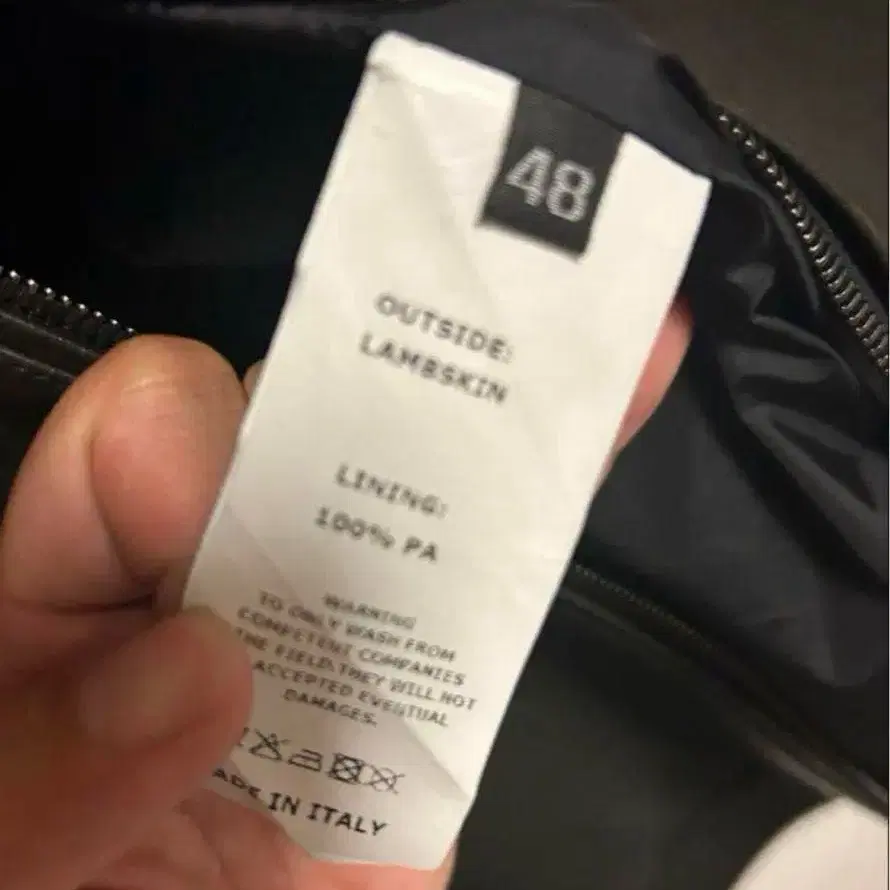 48
OUTSIDE:
LAMBSKIN
LINING:
100% PA
WARNING
TO ONLY WASH FROM
COMPETENT COMPANIES
THE FIELD.THEY WILL NOT
ACCEPTED EVENTUAL
DAMAGES.
ADE IN ITALY